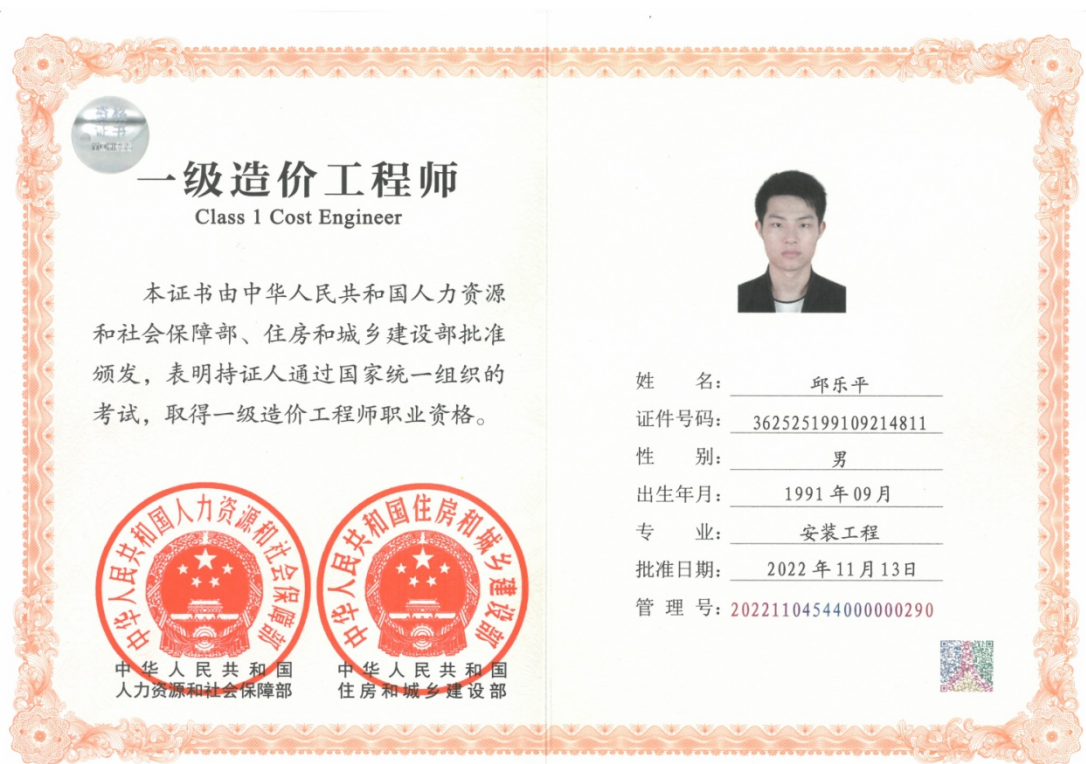 资格
证书
一级造价工程师
Class 1 Cost Engineer
本证书由中华人民共和国人力资源
和社会保障部、住房和城乡建设部批准
颁发，表明持证人通过国家统一组织的
考试，取得一级造价工程师职业资格。
中华人民共和国人力资源和社会保障部
中华人民共和国
人力资源和社会保障部
中华人民共和国住房和城乡建设部
中华人民共和国
住房和城乡建设部
姓 名：邱乐平
证件号码：362525199109214811
性 别：男
出生年月：1991年09月
专 业：安装工程
批准日期：2022年11月13日
管 理 号：20221104544000000290